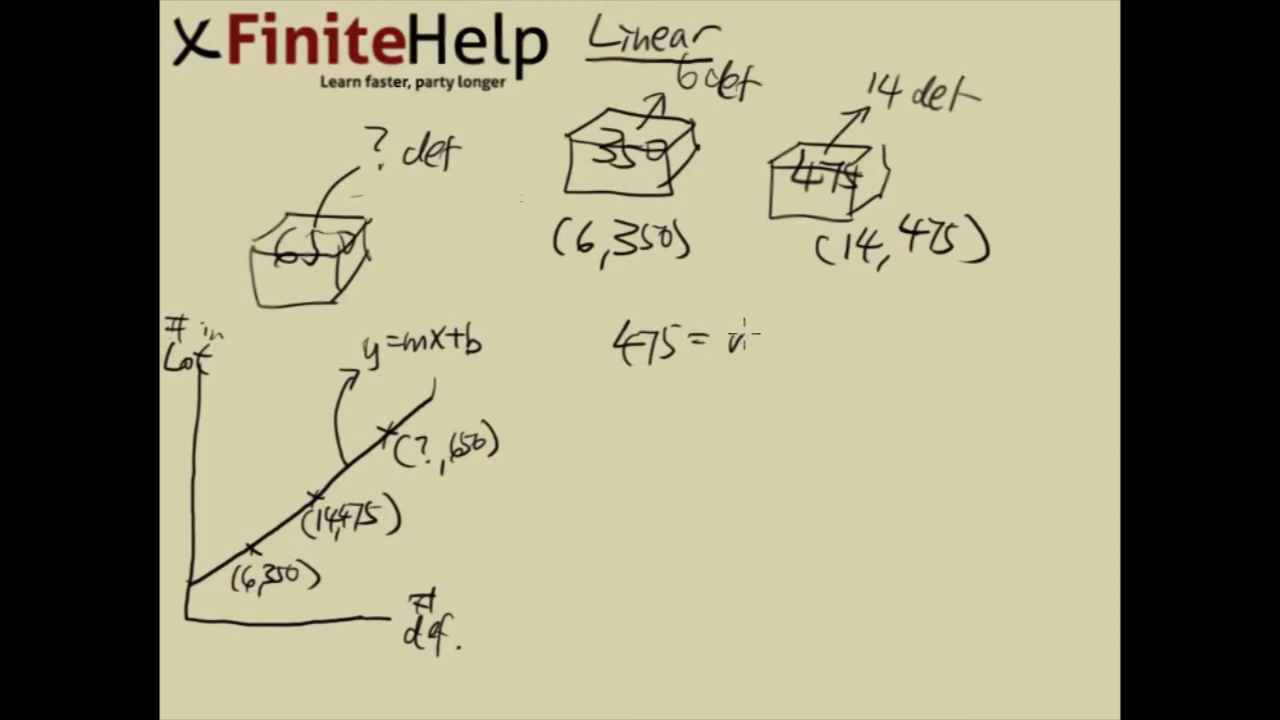 XFiniteHelp
Learn faster, party longer
Linear
6 def
14 def
? def
350
475
650
(6,350)
(14,475)
# in
Lot
y=mx+b
475 =
(?,650)
(14,475)
(6,350)
#
def.